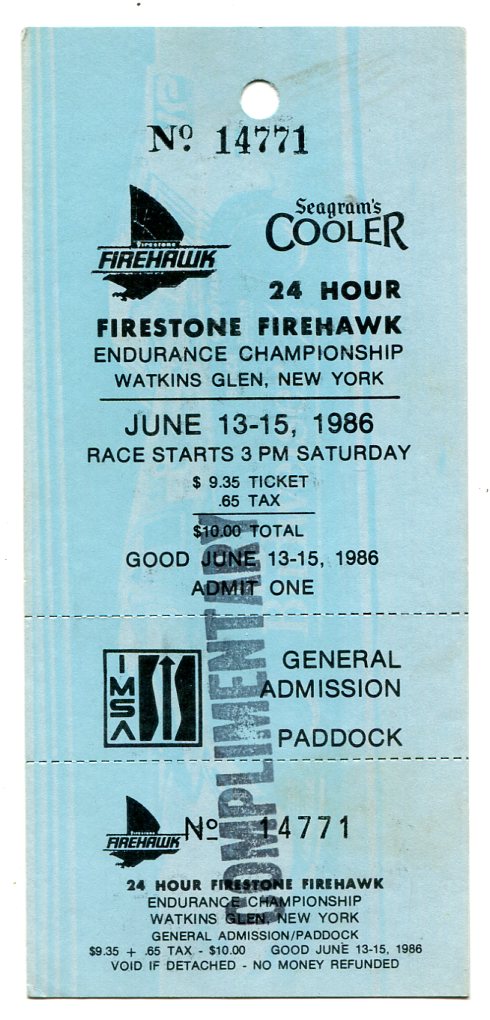 Nº 14771
Firestone
FIREHAWK
Seagram's
COOLER
24 HOUR
FIRESTONE FIREHAWK
ENDURANCE CHAMPIONSHIP
WATKINS GLEN, NEW YORK
JUNE 13-15, 1986
RACE STARTS 3 PM SATURDAY
$ 9.35 TICKET
.65 TAX
$10.00 TOTAL
GOOD JUNE 13-15, 1986
ADMIT ONE
COMPLIMENTARY
IMSA
GENERAL
ADMISSION
PADDOCK
Firestone
FIREHAWK
Nº 14771
24 HOUR FIRESTONE FIREHAWK
ENDURANCE CHAMPIONSHIP
WATKINS GLEN, NEW YORK
GENERAL ADMISSION/PADDOCK
$9.35 + .65 TAX - $10.00 GOOD JUNE 13-15, 1986
VOID IF DETACHED - NO MONEY REFUNDED